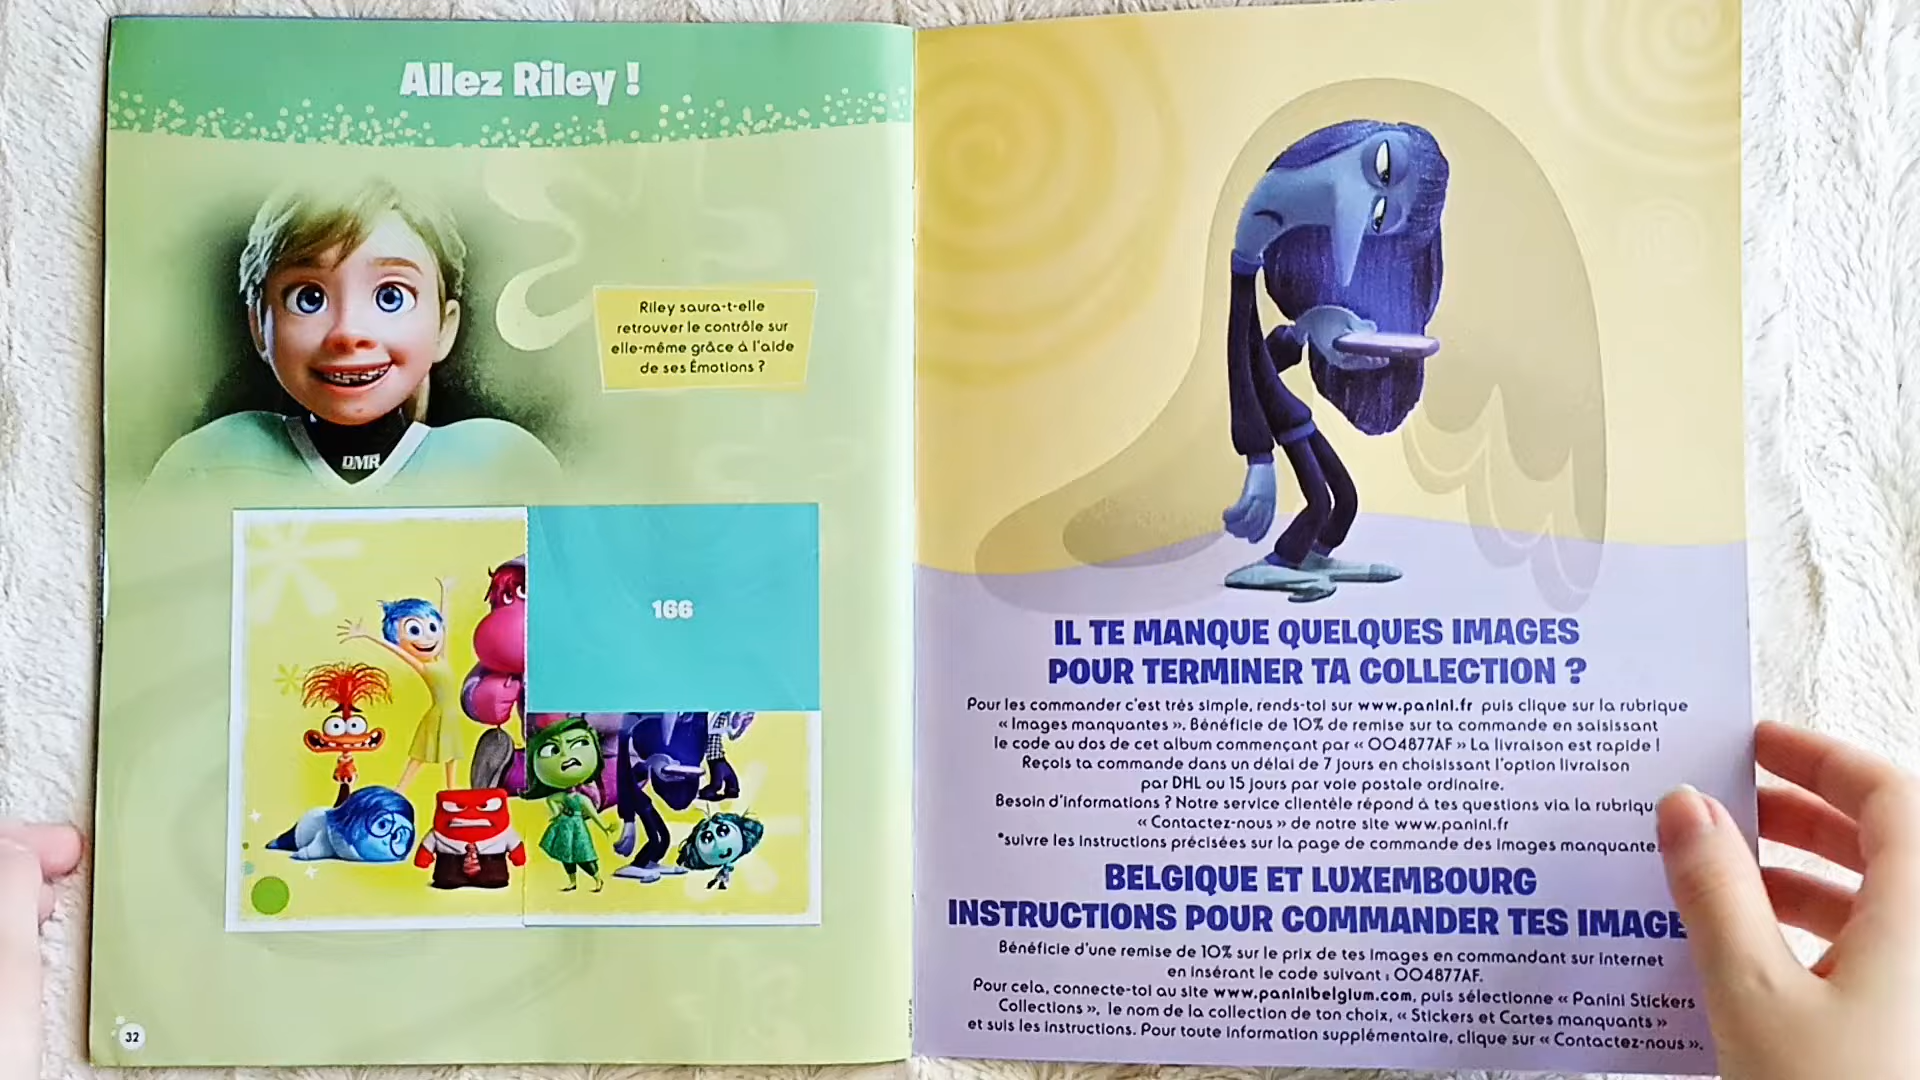 Allez Riley !
Riley saura-t-elle
retrouver le contrôle sur
elle-même grâce à l'aide
de ses Émotions ?
DMR
166
32
IL TE MANQUE QUELQUES IMAGES
POUR TERMINER TA COLLECTION ?
Pour les commander c'est très simple, rends-toi sur www.panini.fr puis clique sur la rubrique
« Images manquantes ». Bénéficie de 10% de remise sur ta commande en saisissant
le code au dos de cet album commençant par « 004877AF » La livraison est rapide !
Reçois ta commande dans un délai de 7 jours en choisissant l'option livraison
par DHL ou 15 jours par voie postale ordinaire.
Besoin d'informations ? Notre service clientèle répond à tes questions via la rubriqu
« Contactez-nous » de notre site www.panini.fr
*suivre les instructions précisées sur la page de commande des images manquante
BELGIQUE ET LUXEMBOURG
INSTRUCTIONS POUR COMMANDER TES IMAGE
Bénéficie d'une remise de 10% sur le prix de tes images en commandant sur internet
en insérant le code suivant : 004877AF.
Pour cela, connecte-toi au site www.paninibelgium.com, puis sélectionne « Panini Stickers
Collections », le nom de la collection de ton choix, « Stickers et Cartes manquants »
et suis les instructions. Pour toute information supplémentaire, clique sur « Contactez-nous ».